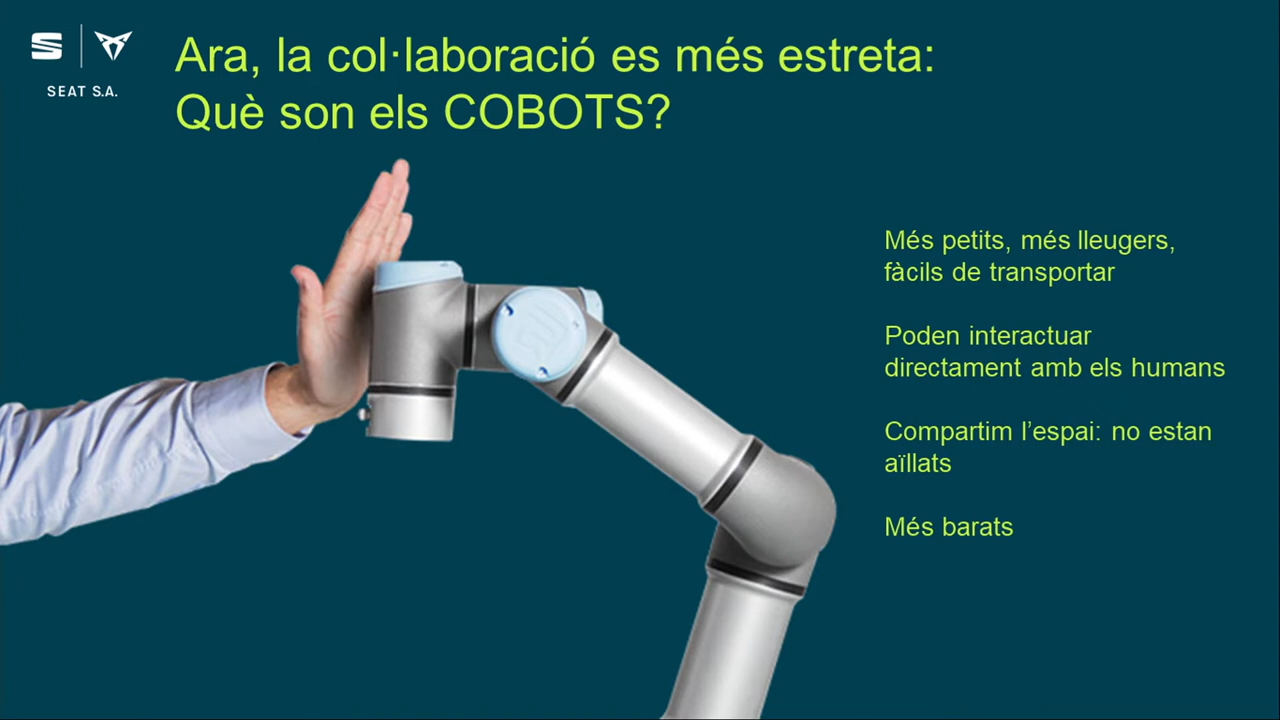 SEAT S.A.
Ara, la col·laboració es més estreta:
Què son els COBOTS?
Més petits, més lleugers,
fàcils de transportar
Poden interactuar
directament amb els humans
Compartim l’espai: no estan
aïllats
Més barats